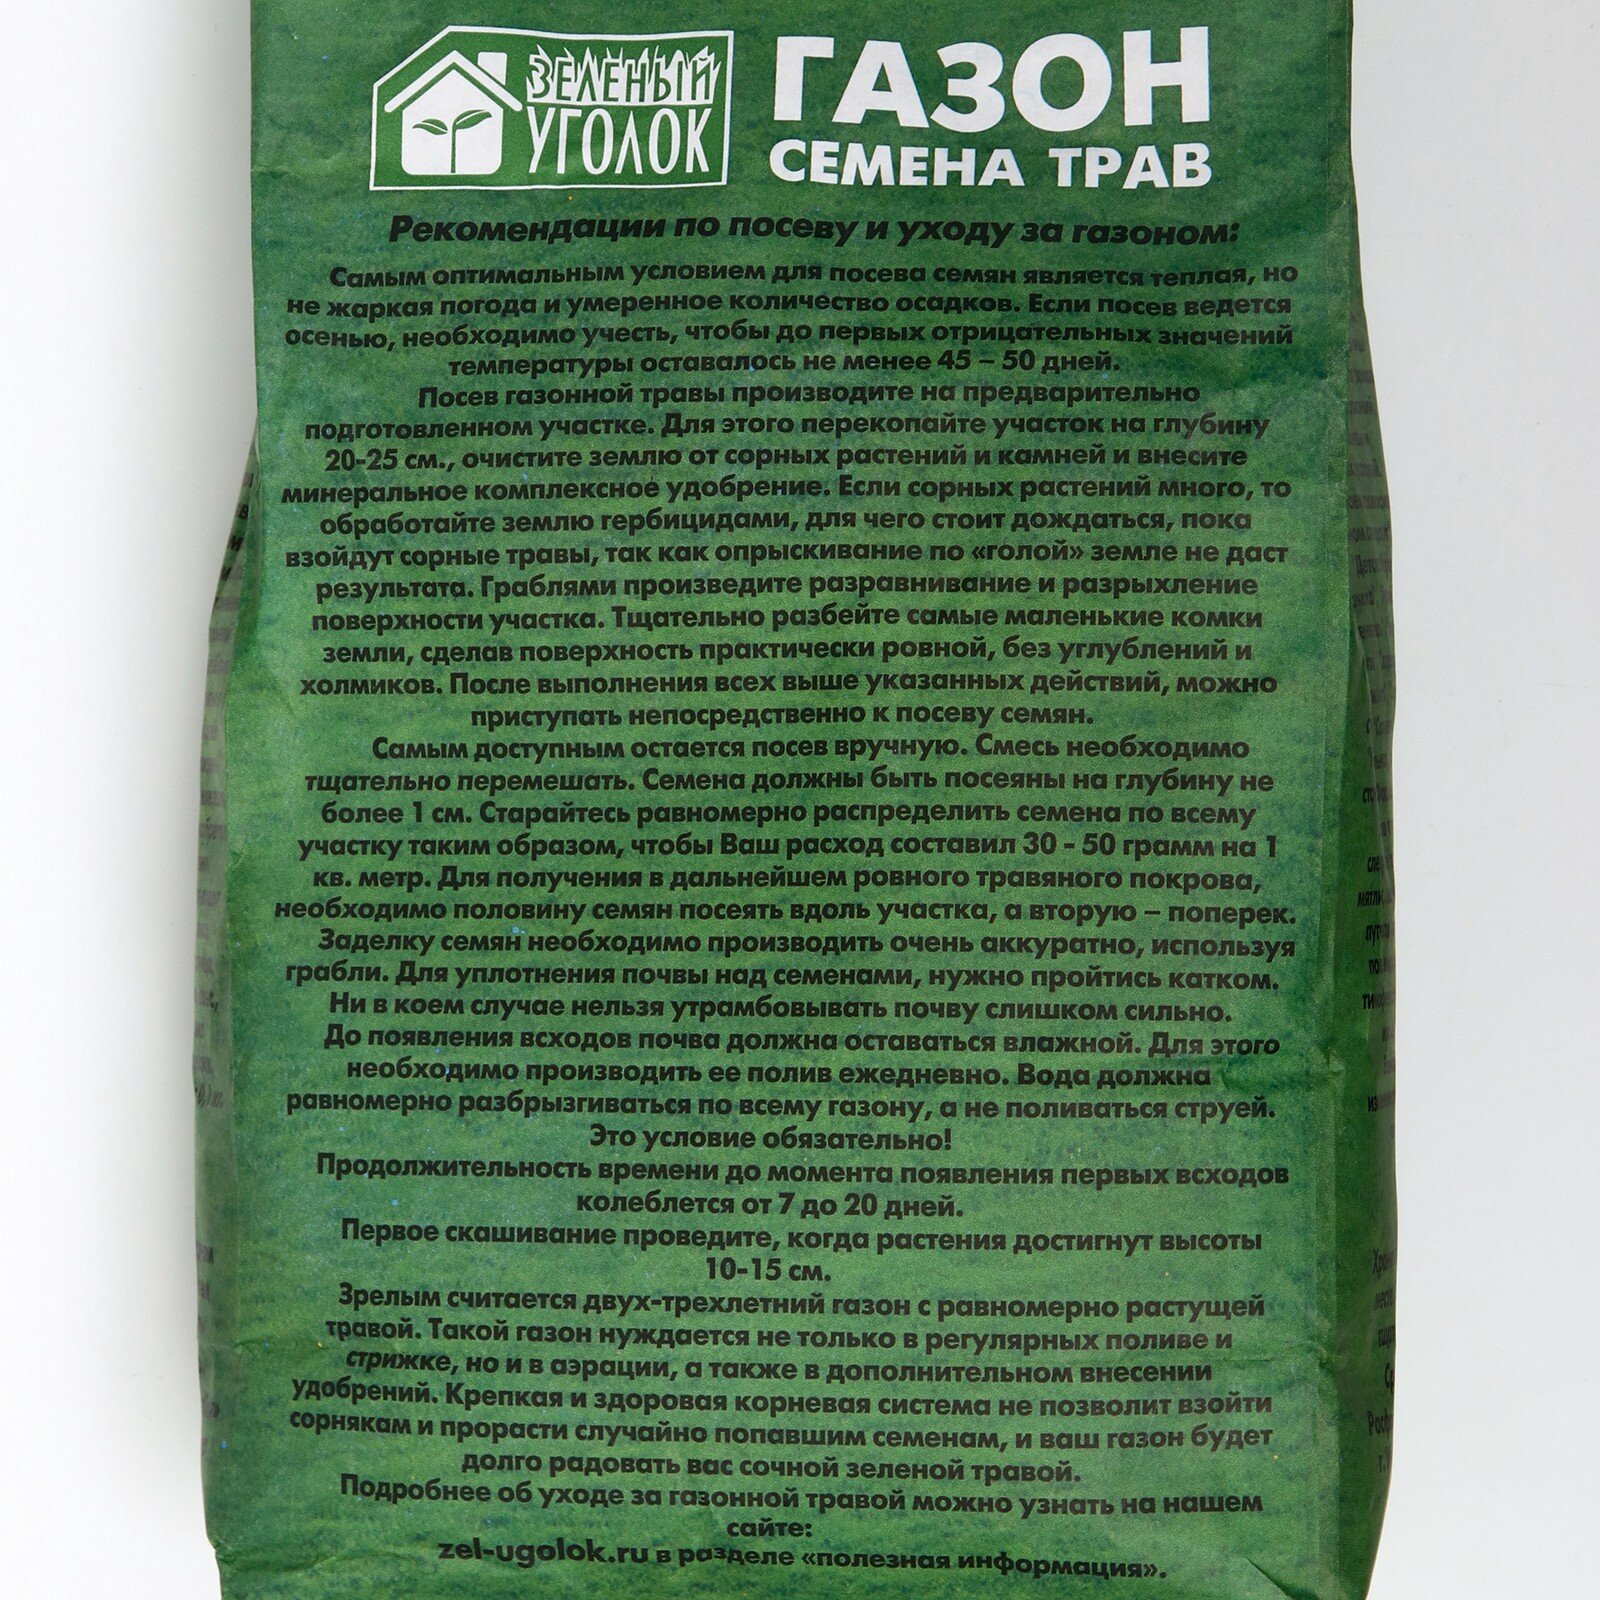 ЗЕЛЕНЫЙ
УГОЛОК
ГАЗОН
СЕМЕНА ТРАВ
Рекомендации по посеву и уходу за газоном:
Самым оптимальным условием для посева семян является теплая, но
не жаркая погода и умеренное количество осадков. Если посев ведется
осенью, необходимо учесть, чтобы до первых отрицательных значений
температуры оставалось не менее 45 – 50 дней.
Посев газонной травы производите на предварительно
подготовленном участке. Для этого перекопайте участок на глубину
20-25 см., очистите землю от сорных растений и камней и внесите
минеральное комплексное удобрение. Если сорных растений много, то
обработайте землю гербицидами, для чего стоит дождаться, пока
взойдут сорные травы, так как опрыскивание по «голой» земле не даст
результата. Граблями произведите разравнивание и разрыхление
поверхности участка. Тщательно разбейте самые маленькие комки
земли, сделав поверхность практически ровной, без углублений и
холмиков. После выполнения всех выше указанных действий, можно
приступать непосредственно к посеву семян.
Самым доступным остается посев вручную. Смесь необходимо
тщательно перемешать. Семена должны быть посеяны на глубину не
более 1 см. Старайтесь равномерно распределить семена по всему
участку таким образом, чтобы Ваш расход составил 30 - 50 грамм на 1
кв. метр. Для получения в дальнейшем ровного травяного покрова,
необходимо половину семян посеять вдоль участка, а вторую – поперек.
Заделку семян необходимо производить очень аккуратно, используя
грабли. Для уплотнения почвы над семенами, нужно пройтись катком.
Ни в коем случае нельзя утрамбовывать почву слишком сильно.
До появления всходов почва должна оставаться влажной. Для этого
необходимо производить ее полив ежедневно. Вода должна
равномерно разбрызгиваться по всему газону, а не поливаться струей.
Это условие обязательно!
Продолжительность времени до момента появления первых всходов
колеблется от 7 до 20 дней.
Первое скашивание проведите, когда растения достигнут высоты
10-15 см.
Зрелым считается двух-трехлетний газон с равномерно растущей
травой. Такой газон нуждается не только в регулярных поливе и
стрижке, но и в аэрации, а также в дополнительном внесении
удобрений. Крепкая и здоровая корневая система не позволит взойти
сорнякам и прорасти случайно попавшим семенам, и ваш газон будет
долго радовать вас сочной зеленой травой.
Подробнее об уходе за газонной травой можно узнать на нашем
сайте:
zel-ugolok.ru в разделе «полезная информация».